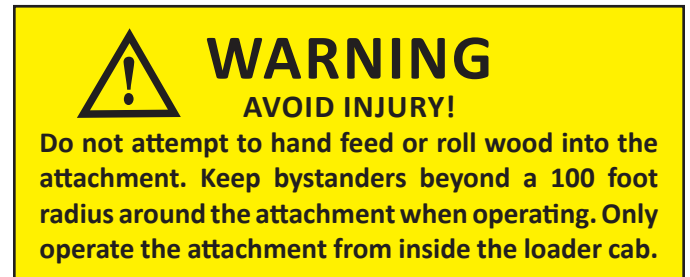 WARNING
AVOID INJURY!
Do not attempt to hand feed or roll wood into the
attachment. Keep bystanders beyond a 100 foot
radius around the attachment when operating. Only
operate the attachment from inside the loader cab.